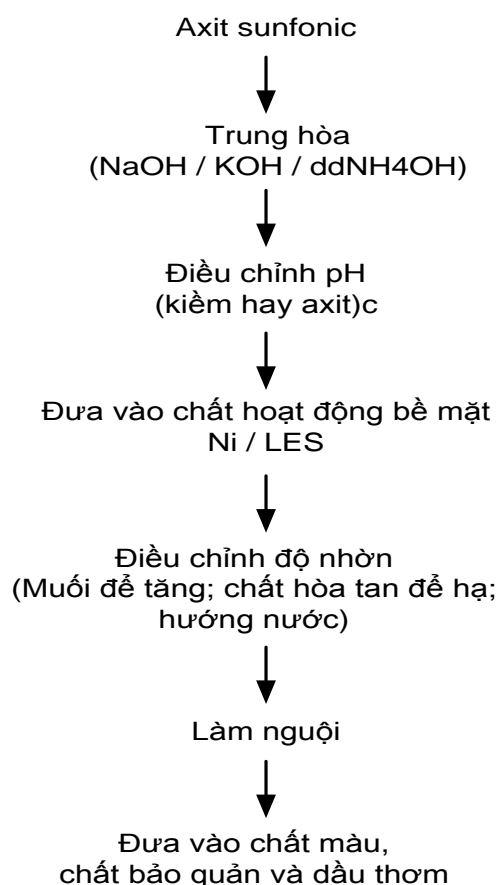 Axit sunfonic
Trung hòa
(NaOH / KOH / ddNH4OH)
Điều chỉnh pH
(kiềm hay axit)c
Đưa vào chất hoạt động bề mặt
Ni / LES
Điều chỉnh độ nhờn
(Muối để tăng; chất hòa tan để hạ;
hướng nước)
Làm nguội
Đưa vào chất màu,
chất bảo quản và dầu thơm